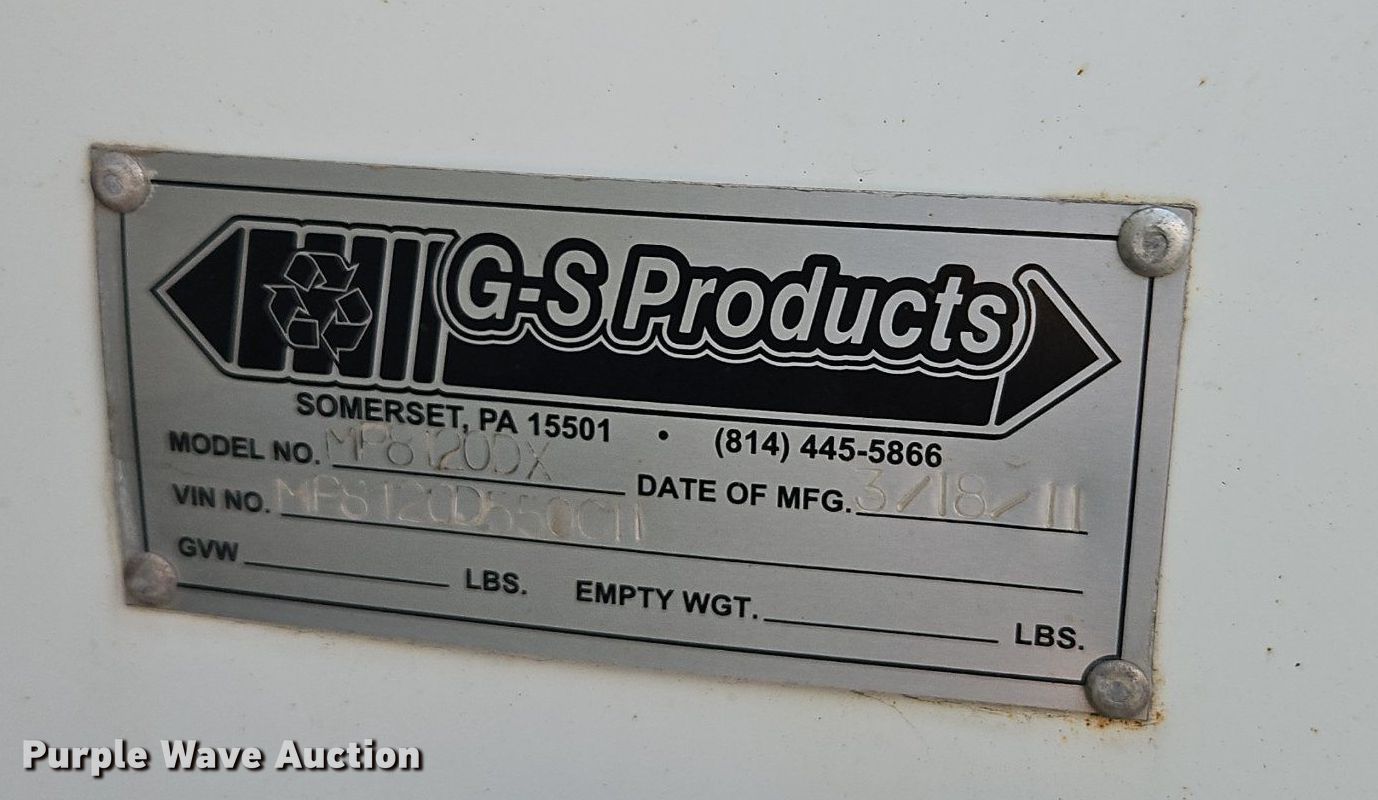 G-S Products
SOMERSET, PA 15501 • (814) 445-5866
MODEL NO. MP8120DX DATE OF MFG. 3/18/11
VIN NO. MP8120D550C11
GVW LBS. EMPTY WGT. LBS.
Purple Wave Auction